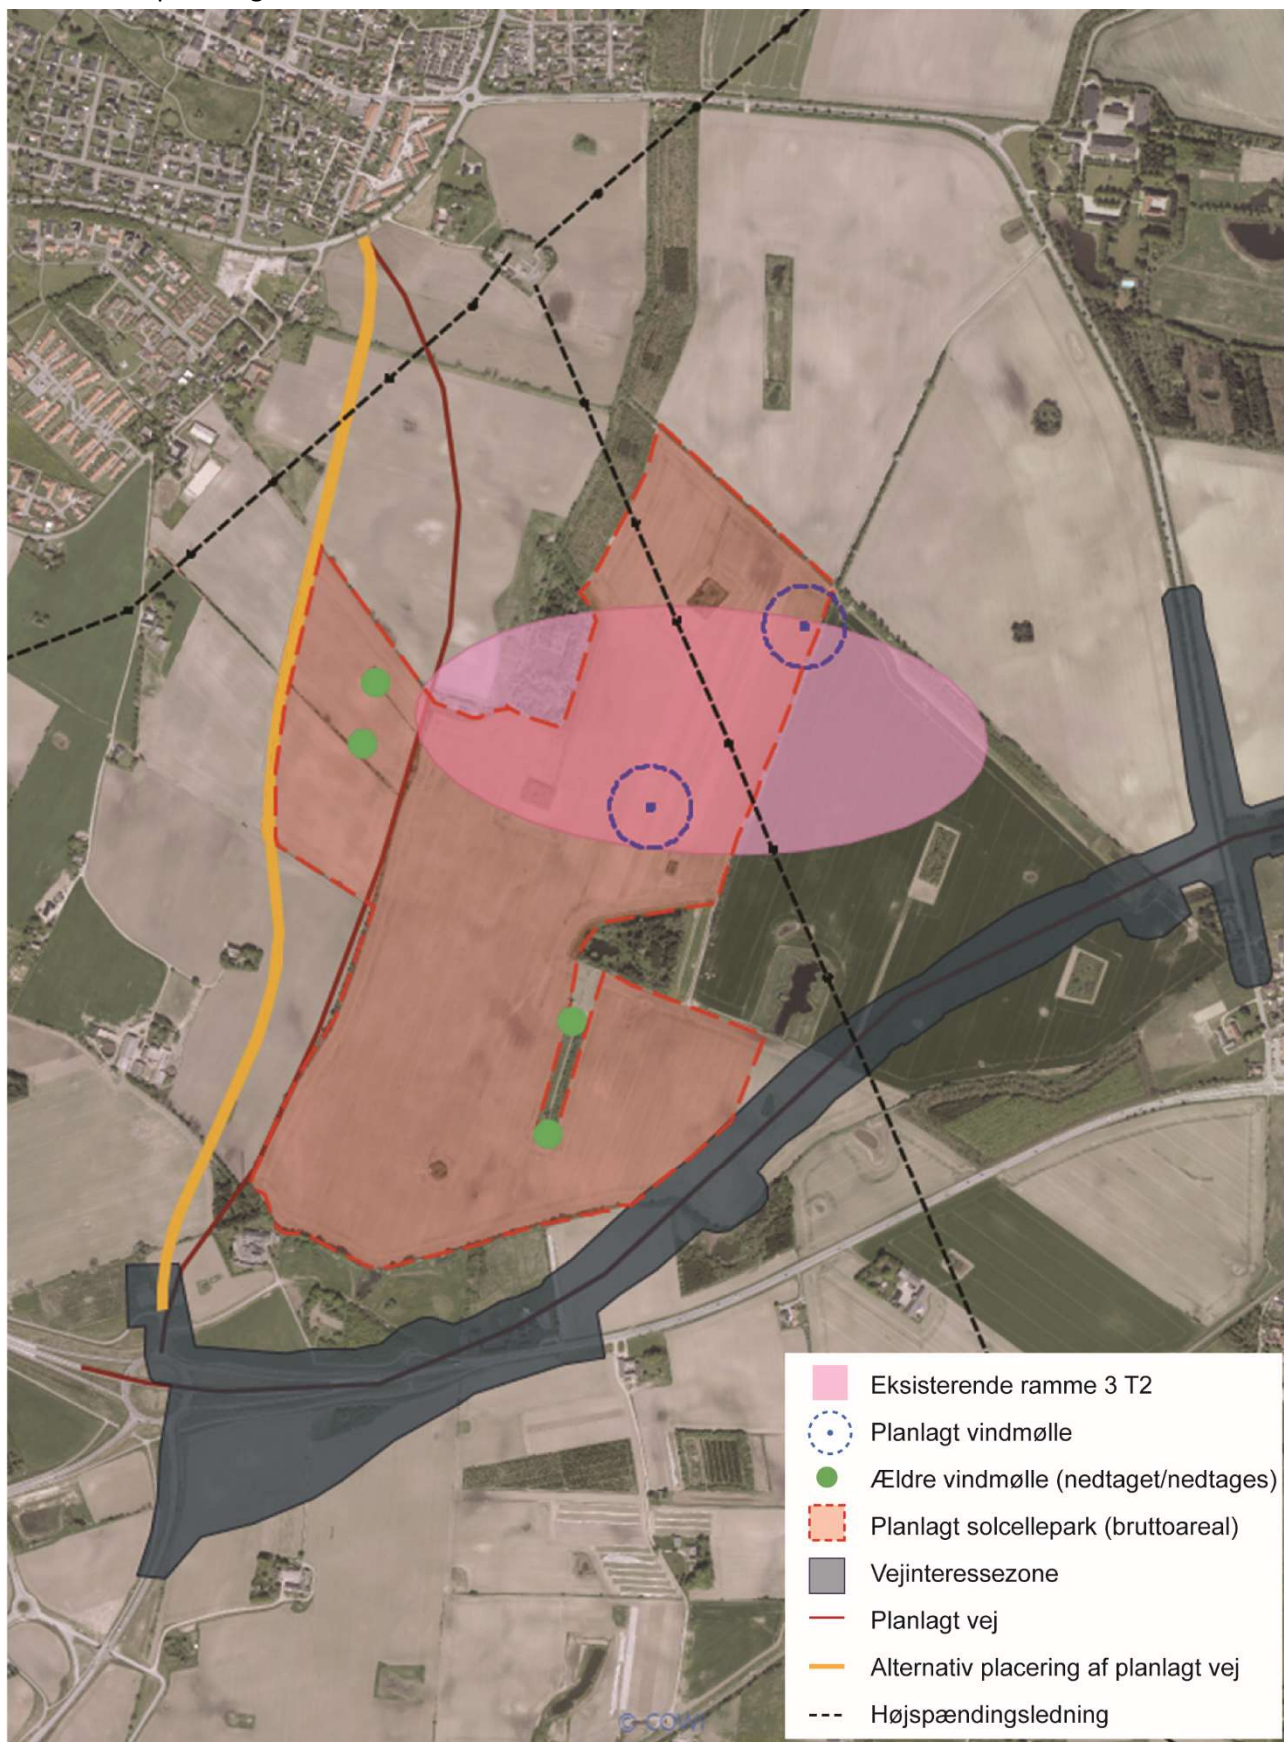 Eksisterende ramme 3 T2
Planlagt vindmølle
Ældre vindmølle (nedtaget/nedtages)
Planlagt solcellepark (bruttoareal)
Vejinteressezone
Planlagt vej
Alternativ placering af planlagt vej
Højspændingsledning
© COWI